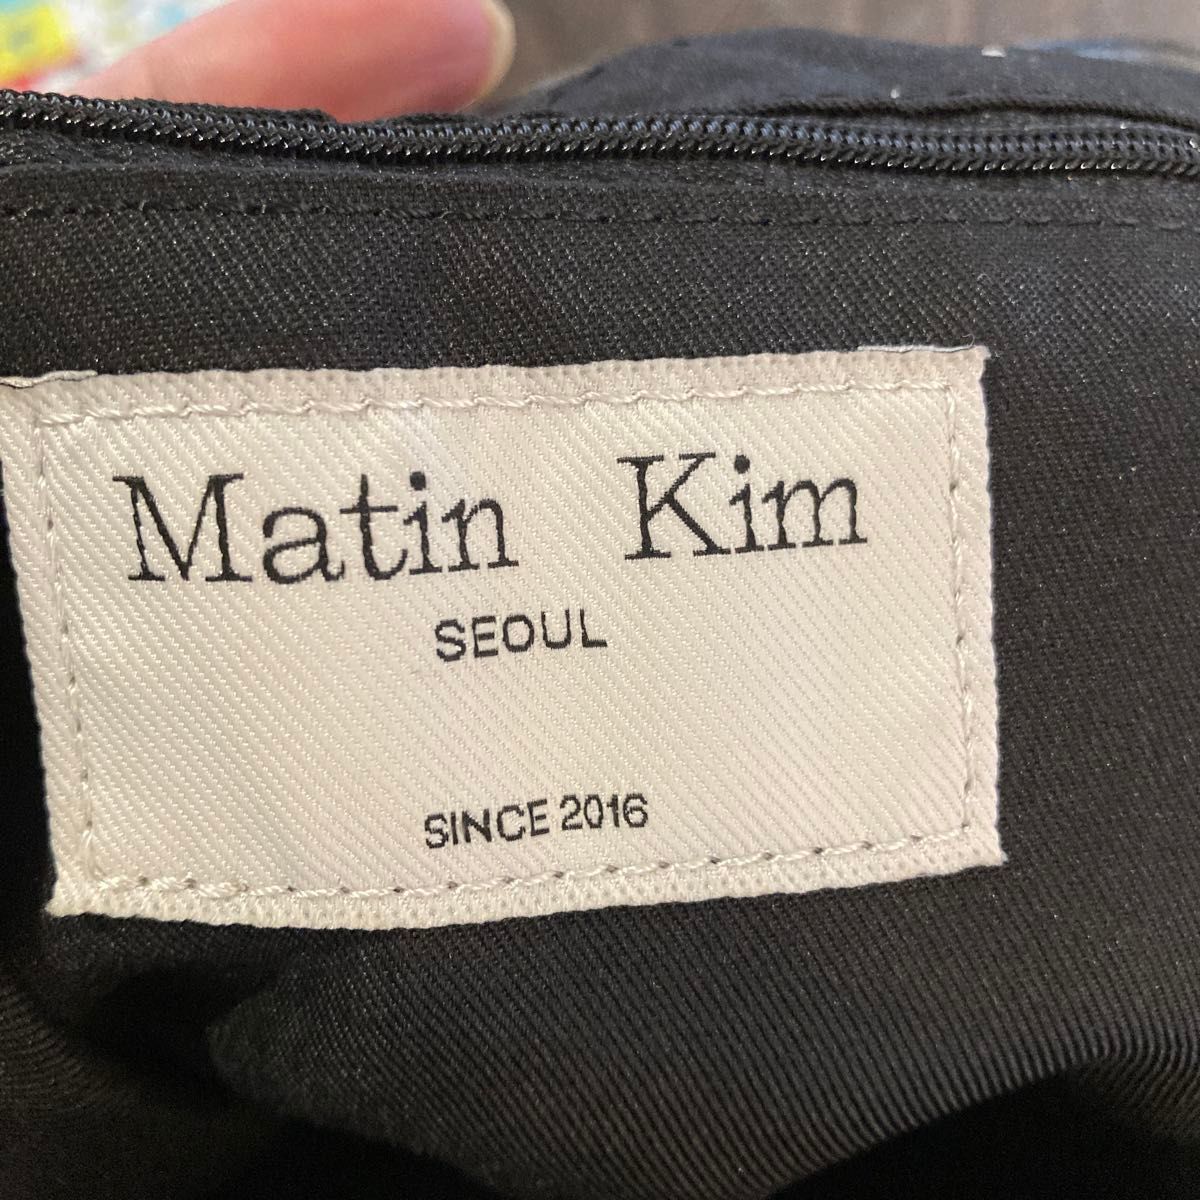 Matin Kim
SEOUL
SINCE 2016